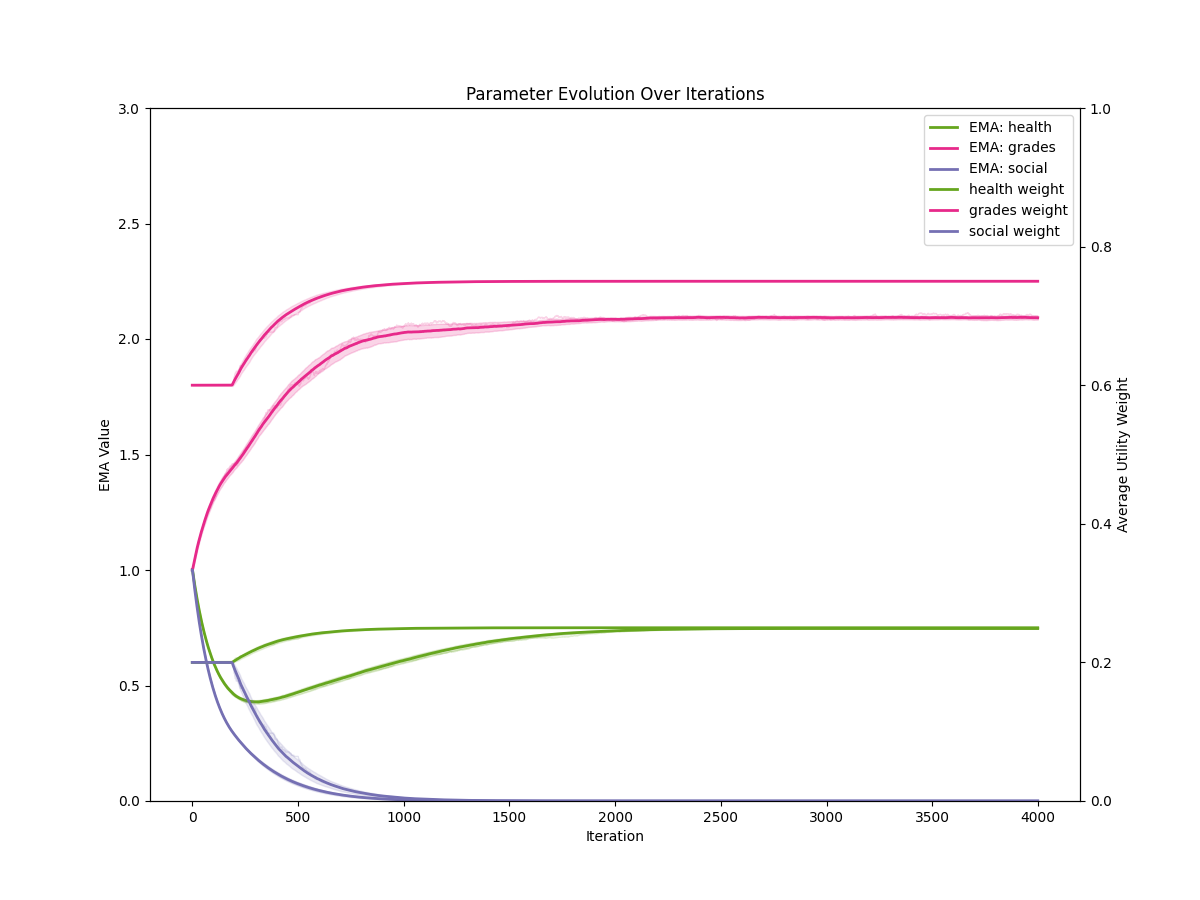 Parameter Evolution Over Iterations
3.0
2.5
2.0
1.5
1.0
0.5
0.0
EMA Value
0
500
1000
1500
2000
2500
3000
3500
4000
Iteration
1.0
0.8
0.6
0.4
0.2
0.0
Average Utility Weight
EMA: health
EMA: grades
EMA: social
health weight
grades weight
social weight